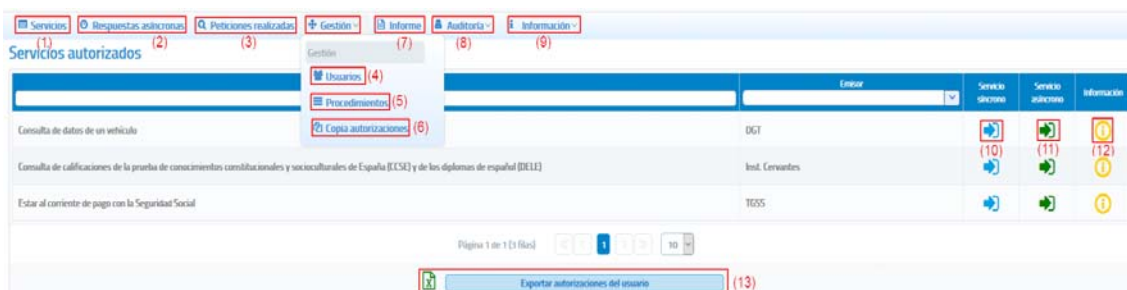 Servicios Respuestas asíncronas Peticiones realizadas Gestión Informe Auditoría Información
(1) (2) (3) (7) (8) (9)
Servicios autorizados
Gestión
Usuarios (4)
Procedimientos (5)
Copia autorizaciones (6)
Emisor Servicio síncrono Servicio asíncrono Información
Consulta de datos de un vehículo DGT
(10) (11) (12)
Consulta de calificaciones de la prueba de conocimientos constitucionales y socioculturales de España (CCSE) y de los diplomas de español (DELE) Inst. Cervantes
Estar al corriente de pago con la Seguridad Social TGSS
Página 1 de 1 (3 filas) 1 10
Exportar autorizaciones del usuario (13)